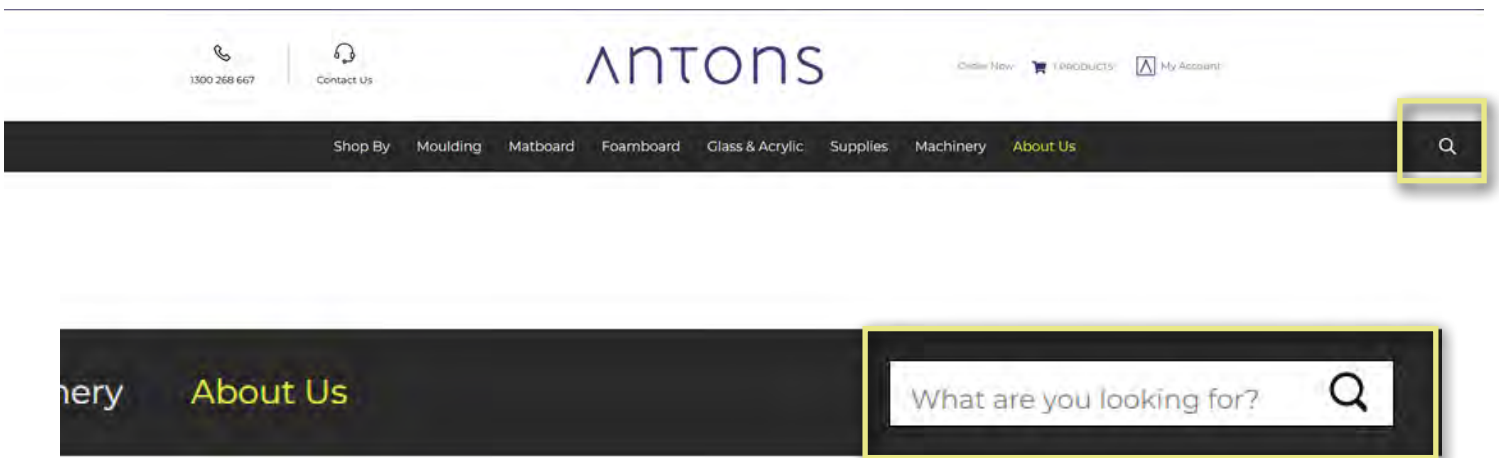 ANTONS
Order New 1 PRODUCTS My Account
1300 268 667 Contact Us
Shop By Moulding Matboard Foamboard Glass & Acrylic Supplies Machinery About Us
nery About Us
What are you looking for?